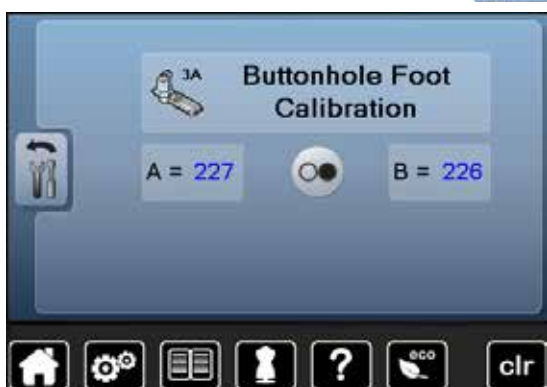 3A
Buttonhole Foot
Calibration
A = 227
B = 226
?
eco
clr